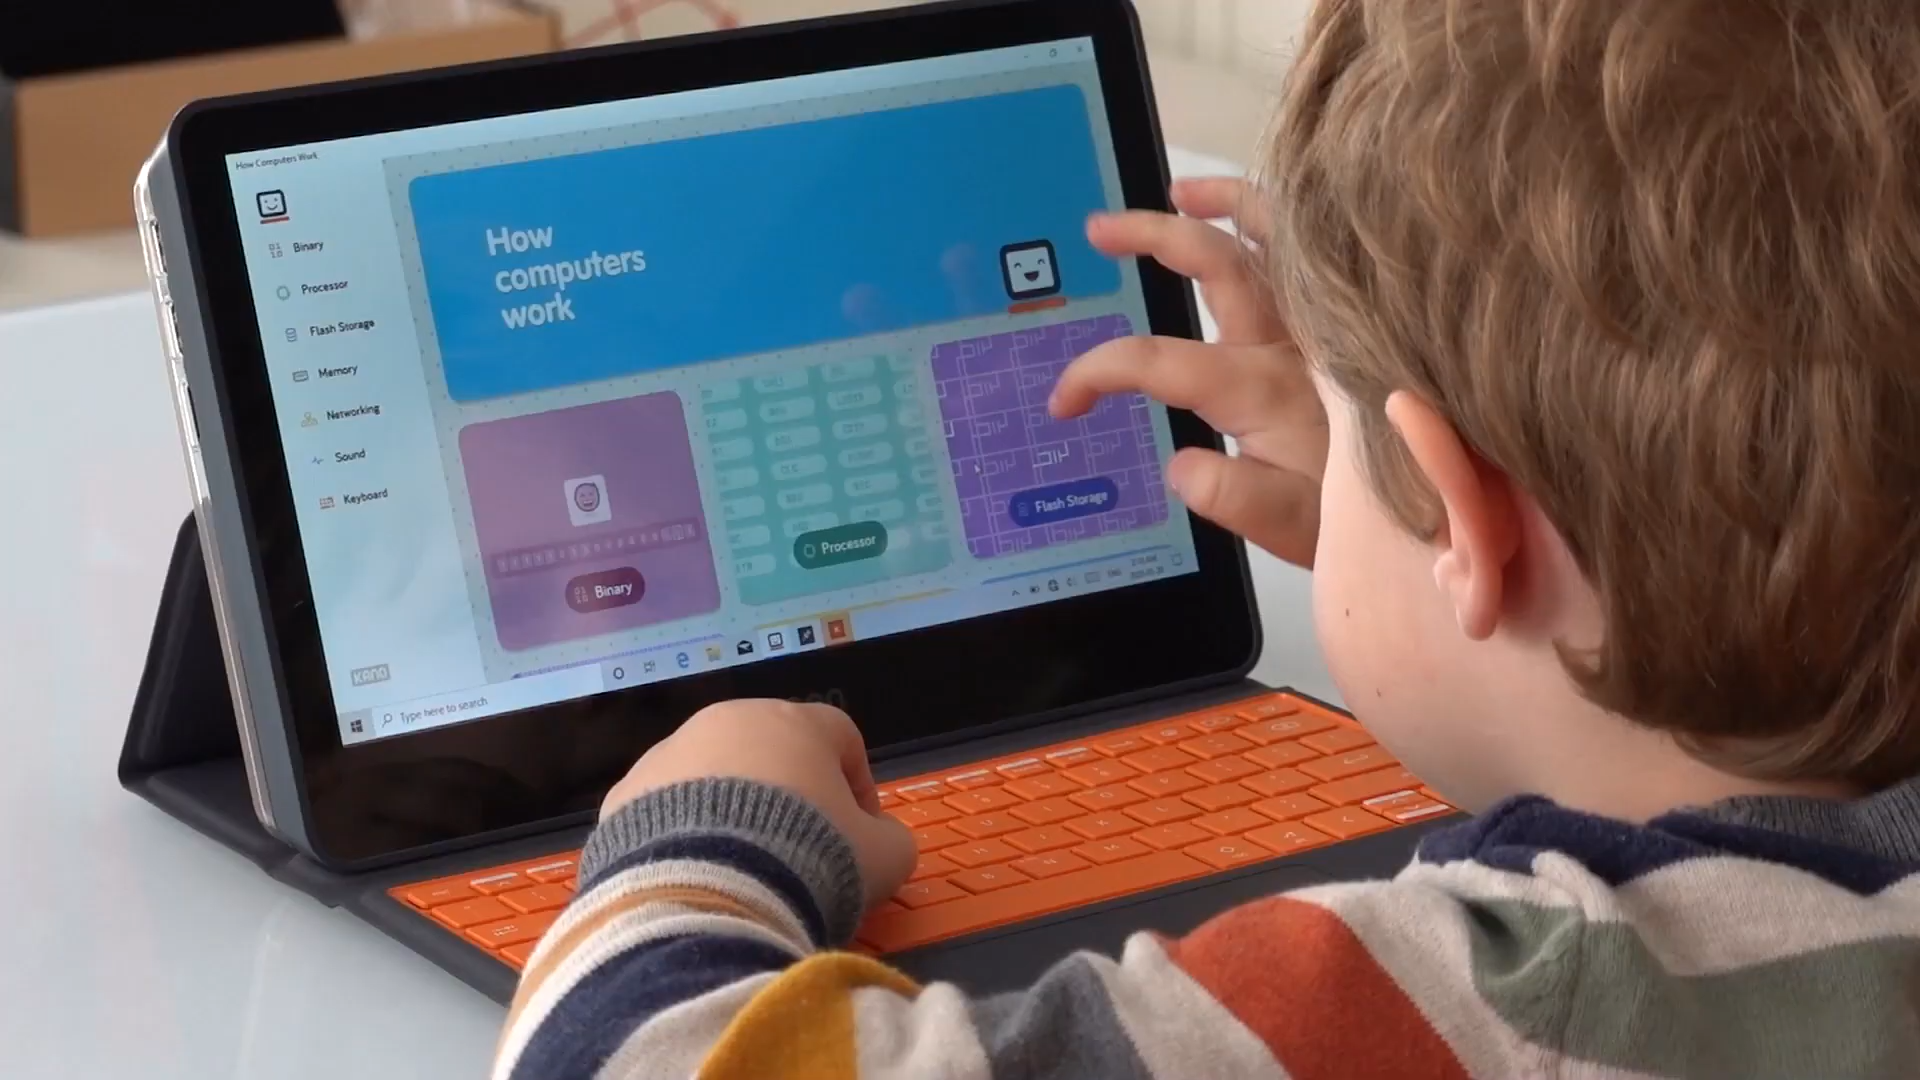 How Computers Work
Binary
Processor
Flash Storage
Memory
Networking
Sound
Keyboard
KANO
How
computers
work
Binary
Processor
Flash Storage
Type here to search
ENG